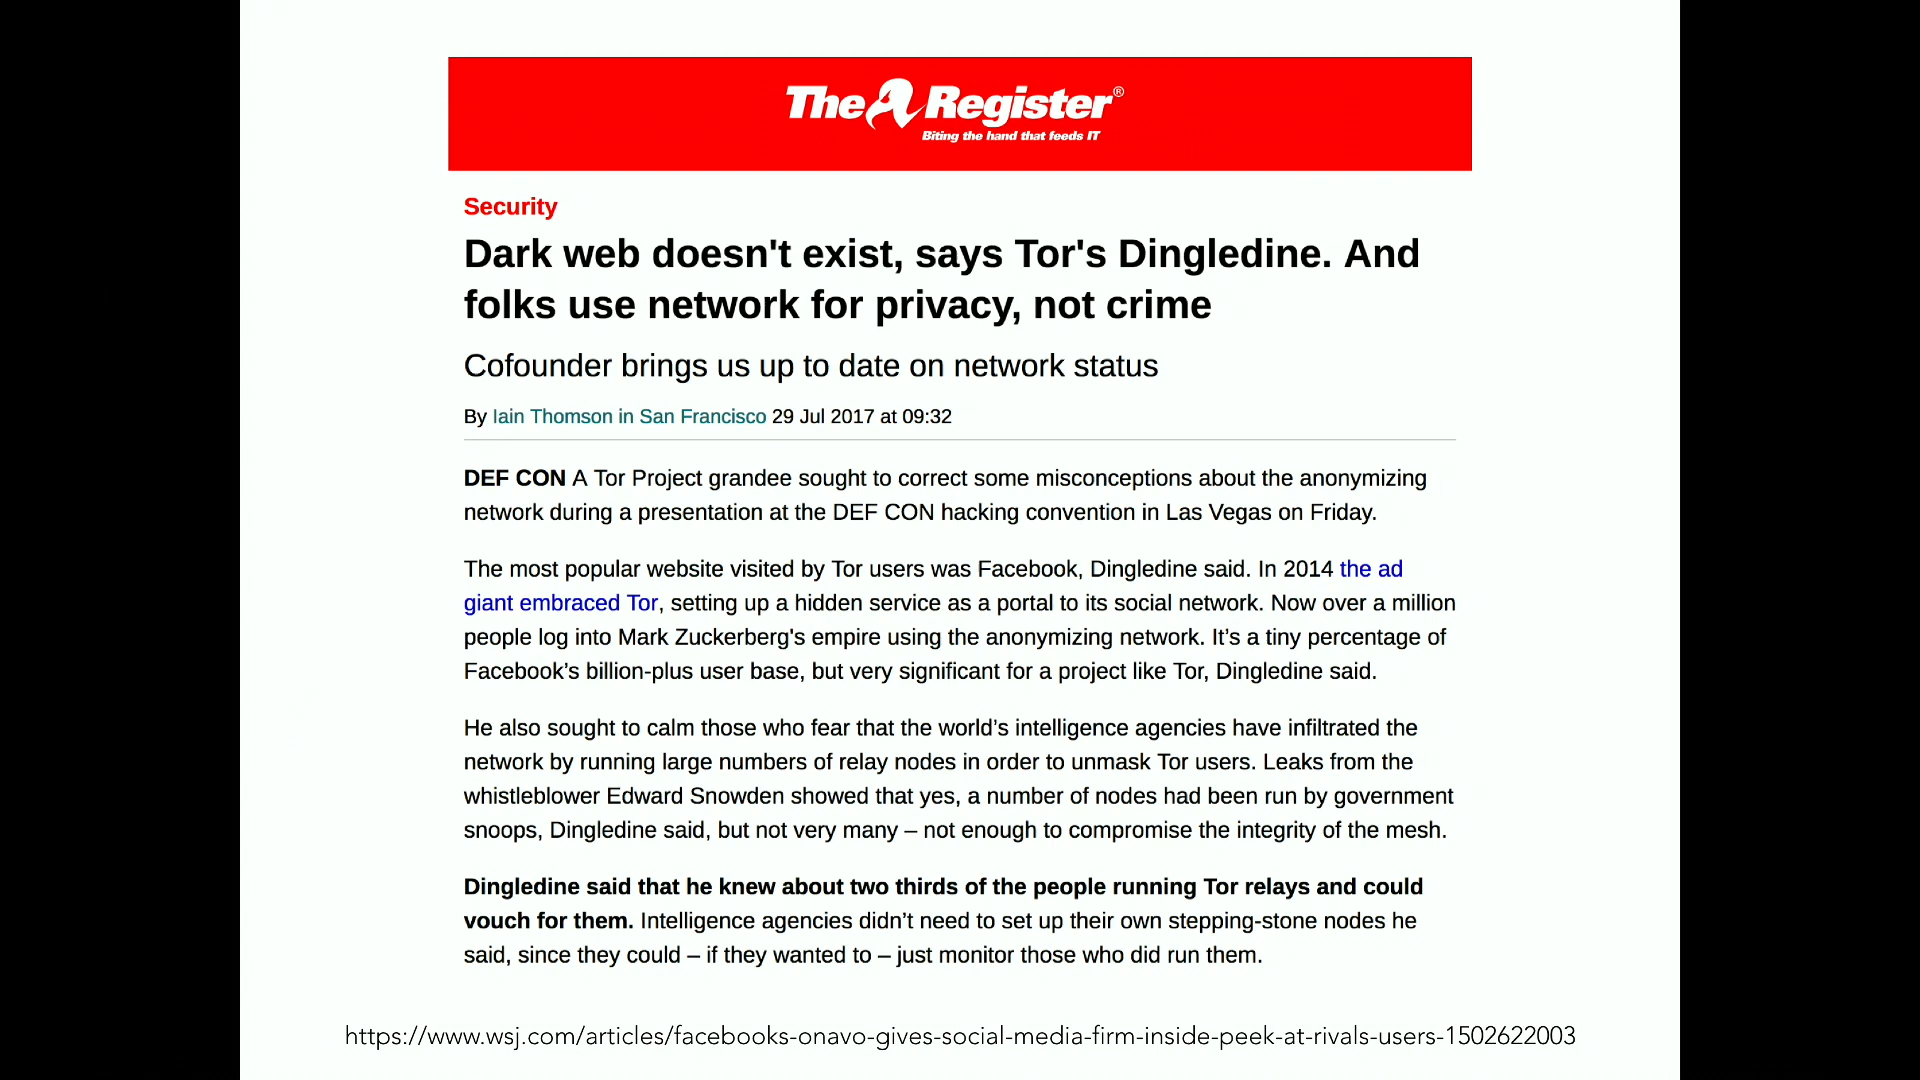 The Register®
Biting the hand that feeds IT
Security
Dark web doesn't exist, says Tor's Dingledine. And
folks use network for privacy, not crime
Cofounder brings us up to date on network status
By Iain Thomson in San Francisco 29 Jul 2017 at 09:32
DEF CON A Tor Project grandee sought to correct some misconceptions about the anonymizing
network during a presentation at the DEF CON hacking convention in Las Vegas on Friday.
The most popular website visited by Tor users was Facebook, Dingledine said. In 2014 the ad
giant embraced Tor, setting up a hidden service as a portal to its social network. Now over a million
people log into Mark Zuckerberg's empire using the anonymizing network. It’s a tiny percentage of
Facebook’s billion-plus user base, but very significant for a project like Tor, Dingledine said.
He also sought to calm those who fear that the world’s intelligence agencies have infiltrated the
network by running large numbers of relay nodes in order to unmask Tor users. Leaks from the
whistleblower Edward Snowden showed that yes, a number of nodes had been run by government
snoops, Dingledine said, but not very many – not enough to compromise the integrity of the mesh.
Dingledine said that he knew about two thirds of the people running Tor relays and could
vouch for them. Intelligence agencies didn’t need to set up their own stepping-stone nodes he
said, since they could – if they wanted to – just monitor those who did run them.
https://www.wsj.com/articles/facebooks-onavo-gives-social-media-firm-inside-peek-at-rivals-users-1502622003